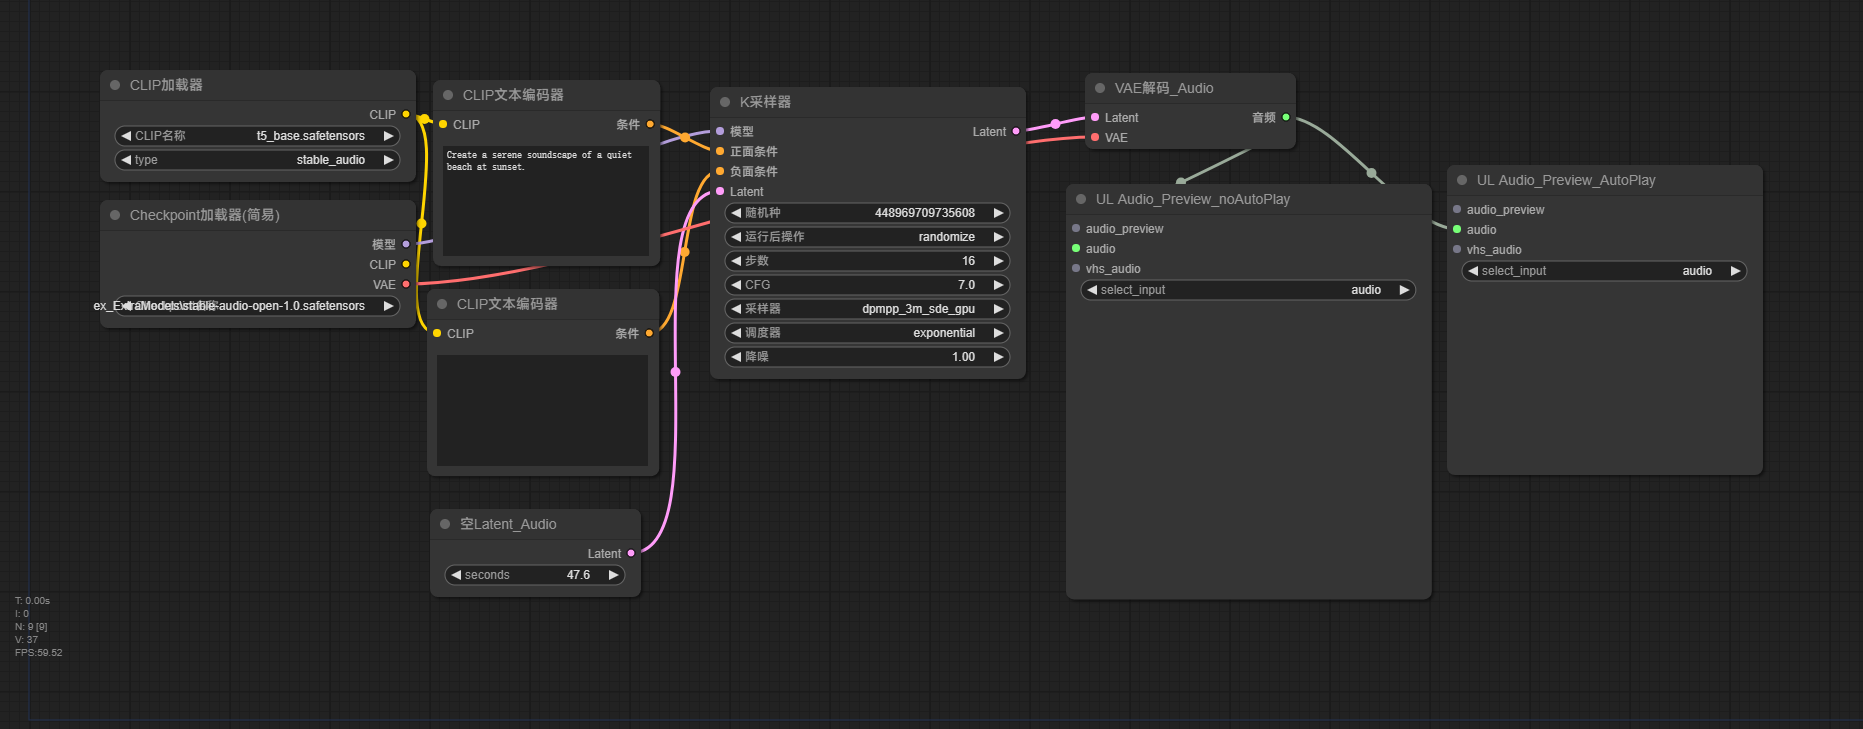 CLIP加载器
CLIP
CLIP名称 t5_base.safetensors
type stable_audio
Checkpoint加载器(简易)
模型
CLIP
VAE
ex_ExtraModels\stable-audio-open-1.0.safetensors
CLIP文本编码器
CLIP 条件
Create a serene soundscape of a quiet
beach at sunset.
CLIP文本编码器
CLIP 条件
空Latent_Audio
Latent
seconds 47.6
K采样器
模型 Latent
正面条件
负面条件
Latent
随机种 448969709735608
运行后操作 randomize
步数 16
CFG 7.0
采样器 dpmpp_3m_sde_gpu
调度器 exponential
降噪 1.00
VAE解码_Audio
Latent 音频
VAE
UL Audio_Preview_noAutoPlay
audio_preview
audio
vhs_audio
select_input audio
UL Audio_Preview_AutoPlay
audio_preview
audio
vhs_audio
select_input audio
T: 0.00s
I: 0
N: 9 [9]
V: 37
FPS:59.52